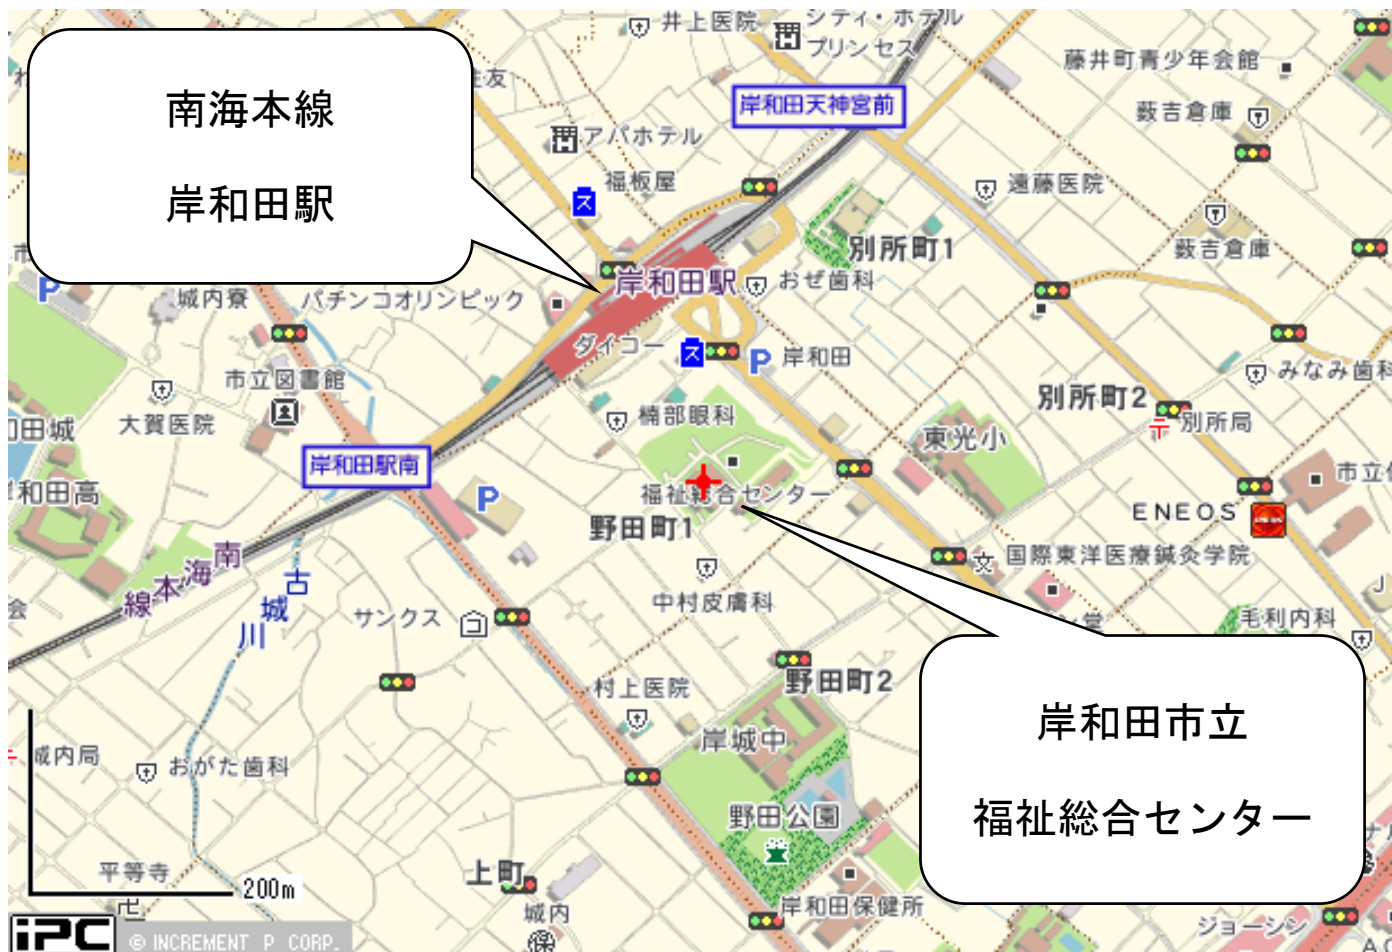 南海本線
岸和田駅
井上医院
シティ・ホテル
プリンセス
藤井町青少年会館
薮吉倉庫
岸和田天神宮前
アパホテル
福板屋
遠藤医院
薮吉倉庫
別所町1
岸和田駅
おぜ歯科
城内寮
パチンコオリンピック
ダイコー
P
岸和田
みなみ歯科
市立図書館
大賀医院
楠部眼科
別所町2
別所局
東光小
岸和田駅南
P
福祉総合センター
野田町1
ENEOS
国際東洋医療鍼灸学院
南海本線
古城川
サンクス
中村皮膚科
毛利内科
村上医院
野田町2
岸城中
岸和田市立
福祉総合センター
城内局
おがた歯科
野田公園
平等寺
200m
上町
城内
岸和田保健所
ジョーシン
iPC
© INCREMENT P CORP.